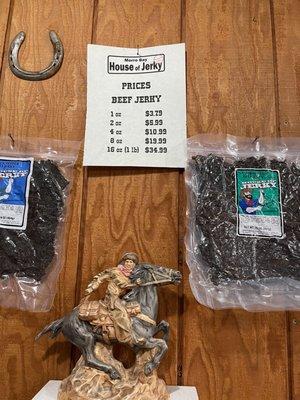 Morro Bay
House of Jerky
PRICES
BEEF JERKY
1 oz $3.79
2 oz $5.99
4 oz $10.99
8 oz $19.99
16 oz (1 lb) $34.99
JERKY
JERKY